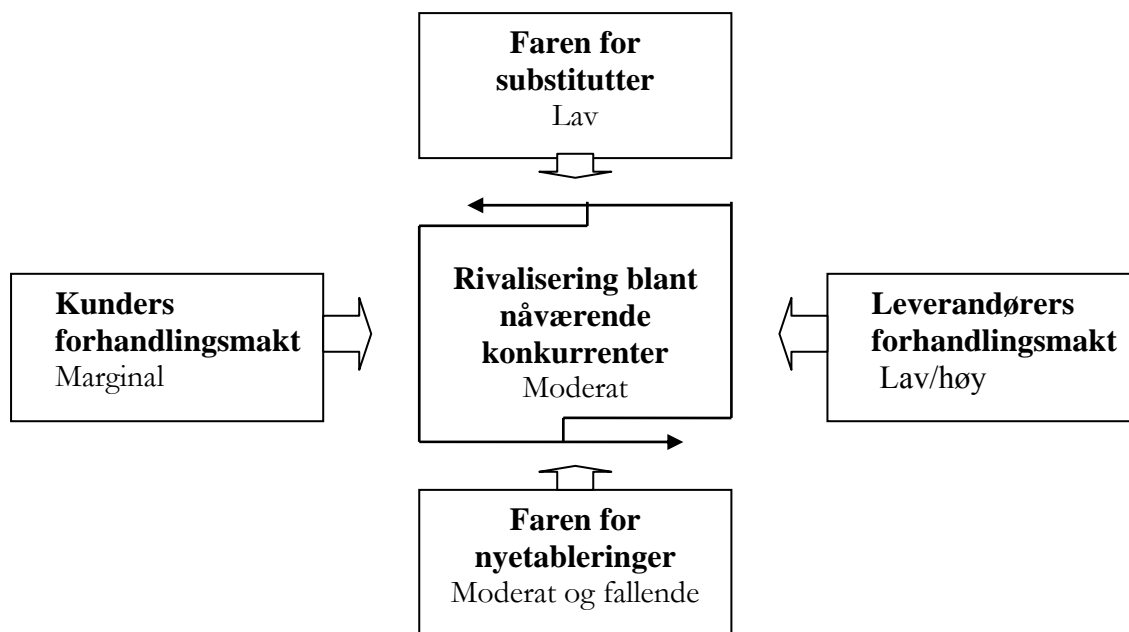 Faren for
substitutter
Lav
Kunders
forhandlingsmakt
Marginal
Rivalisering blant
nåværende
konkurrenter
Moderat
Leverandørers
forhandlingsmakt
Lav/høy
Faren for
nyetableringer
Moderat og fallende